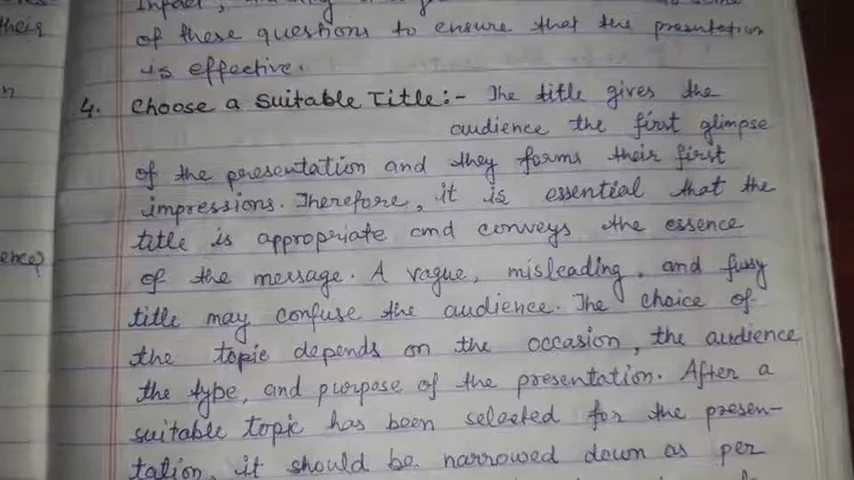 theis
of these questions to ensure that the presentation
is effective.
n
4. Choose a Suitable Title:- The title gives the
audience the first glimpse
of the presentation and they forms their first
impressions. Therefore, it is essential that the
title is appropriate and conveys the essence
ence?
of the message. A vague, misleading, and fussy
title may confuse the audience. The choice of
the topic depends on the occasion, the audience
the type, and purpose of the presentation. After a
suitable topic has been selected for the presen-
tation, it should be narrowed down as per